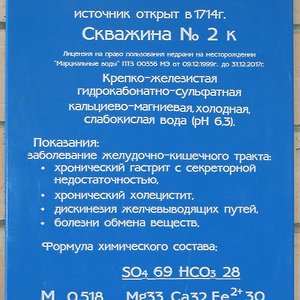 источник открыт в 1714г.
Скважина № 2 к
Лицензия на право пользования недрами на месторождении
"Марциальные воды" ПТЗ 00556 МЭ от 09.12.1999г. до 31.12.2017г.
Крепко-железистая
гидрокабонатно-сульфатная
кальциево-магниевая, холодная,
слабокислая вода (pH 6,3).
Показания:
заболевание желудочно-кишечного тракта:
• хронический гастрит с секреторной
недостаточностью,
• хронический холецистит,
• дискинезия желчевыводящих путей,
• болезни обмена веществ.
Формула химического состава:
SO4 69 HCO3 28
M 0,518 Mg33 Ca32 Fe2+30